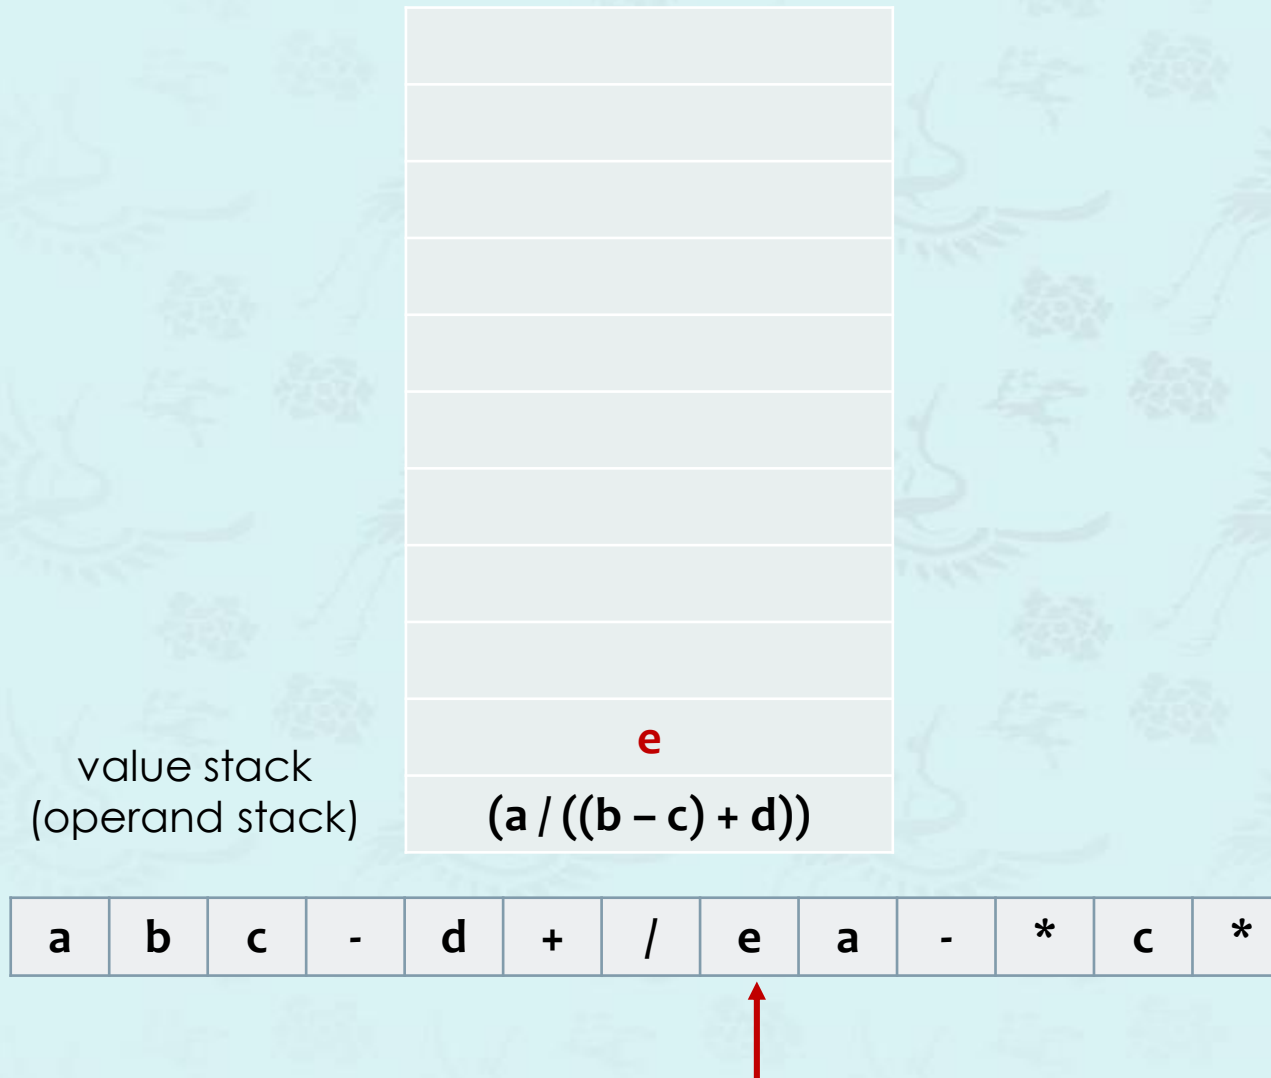 e
value stack
(operand stack)
(a / ((b – c) + d))
a b c - d + / e a - * c *